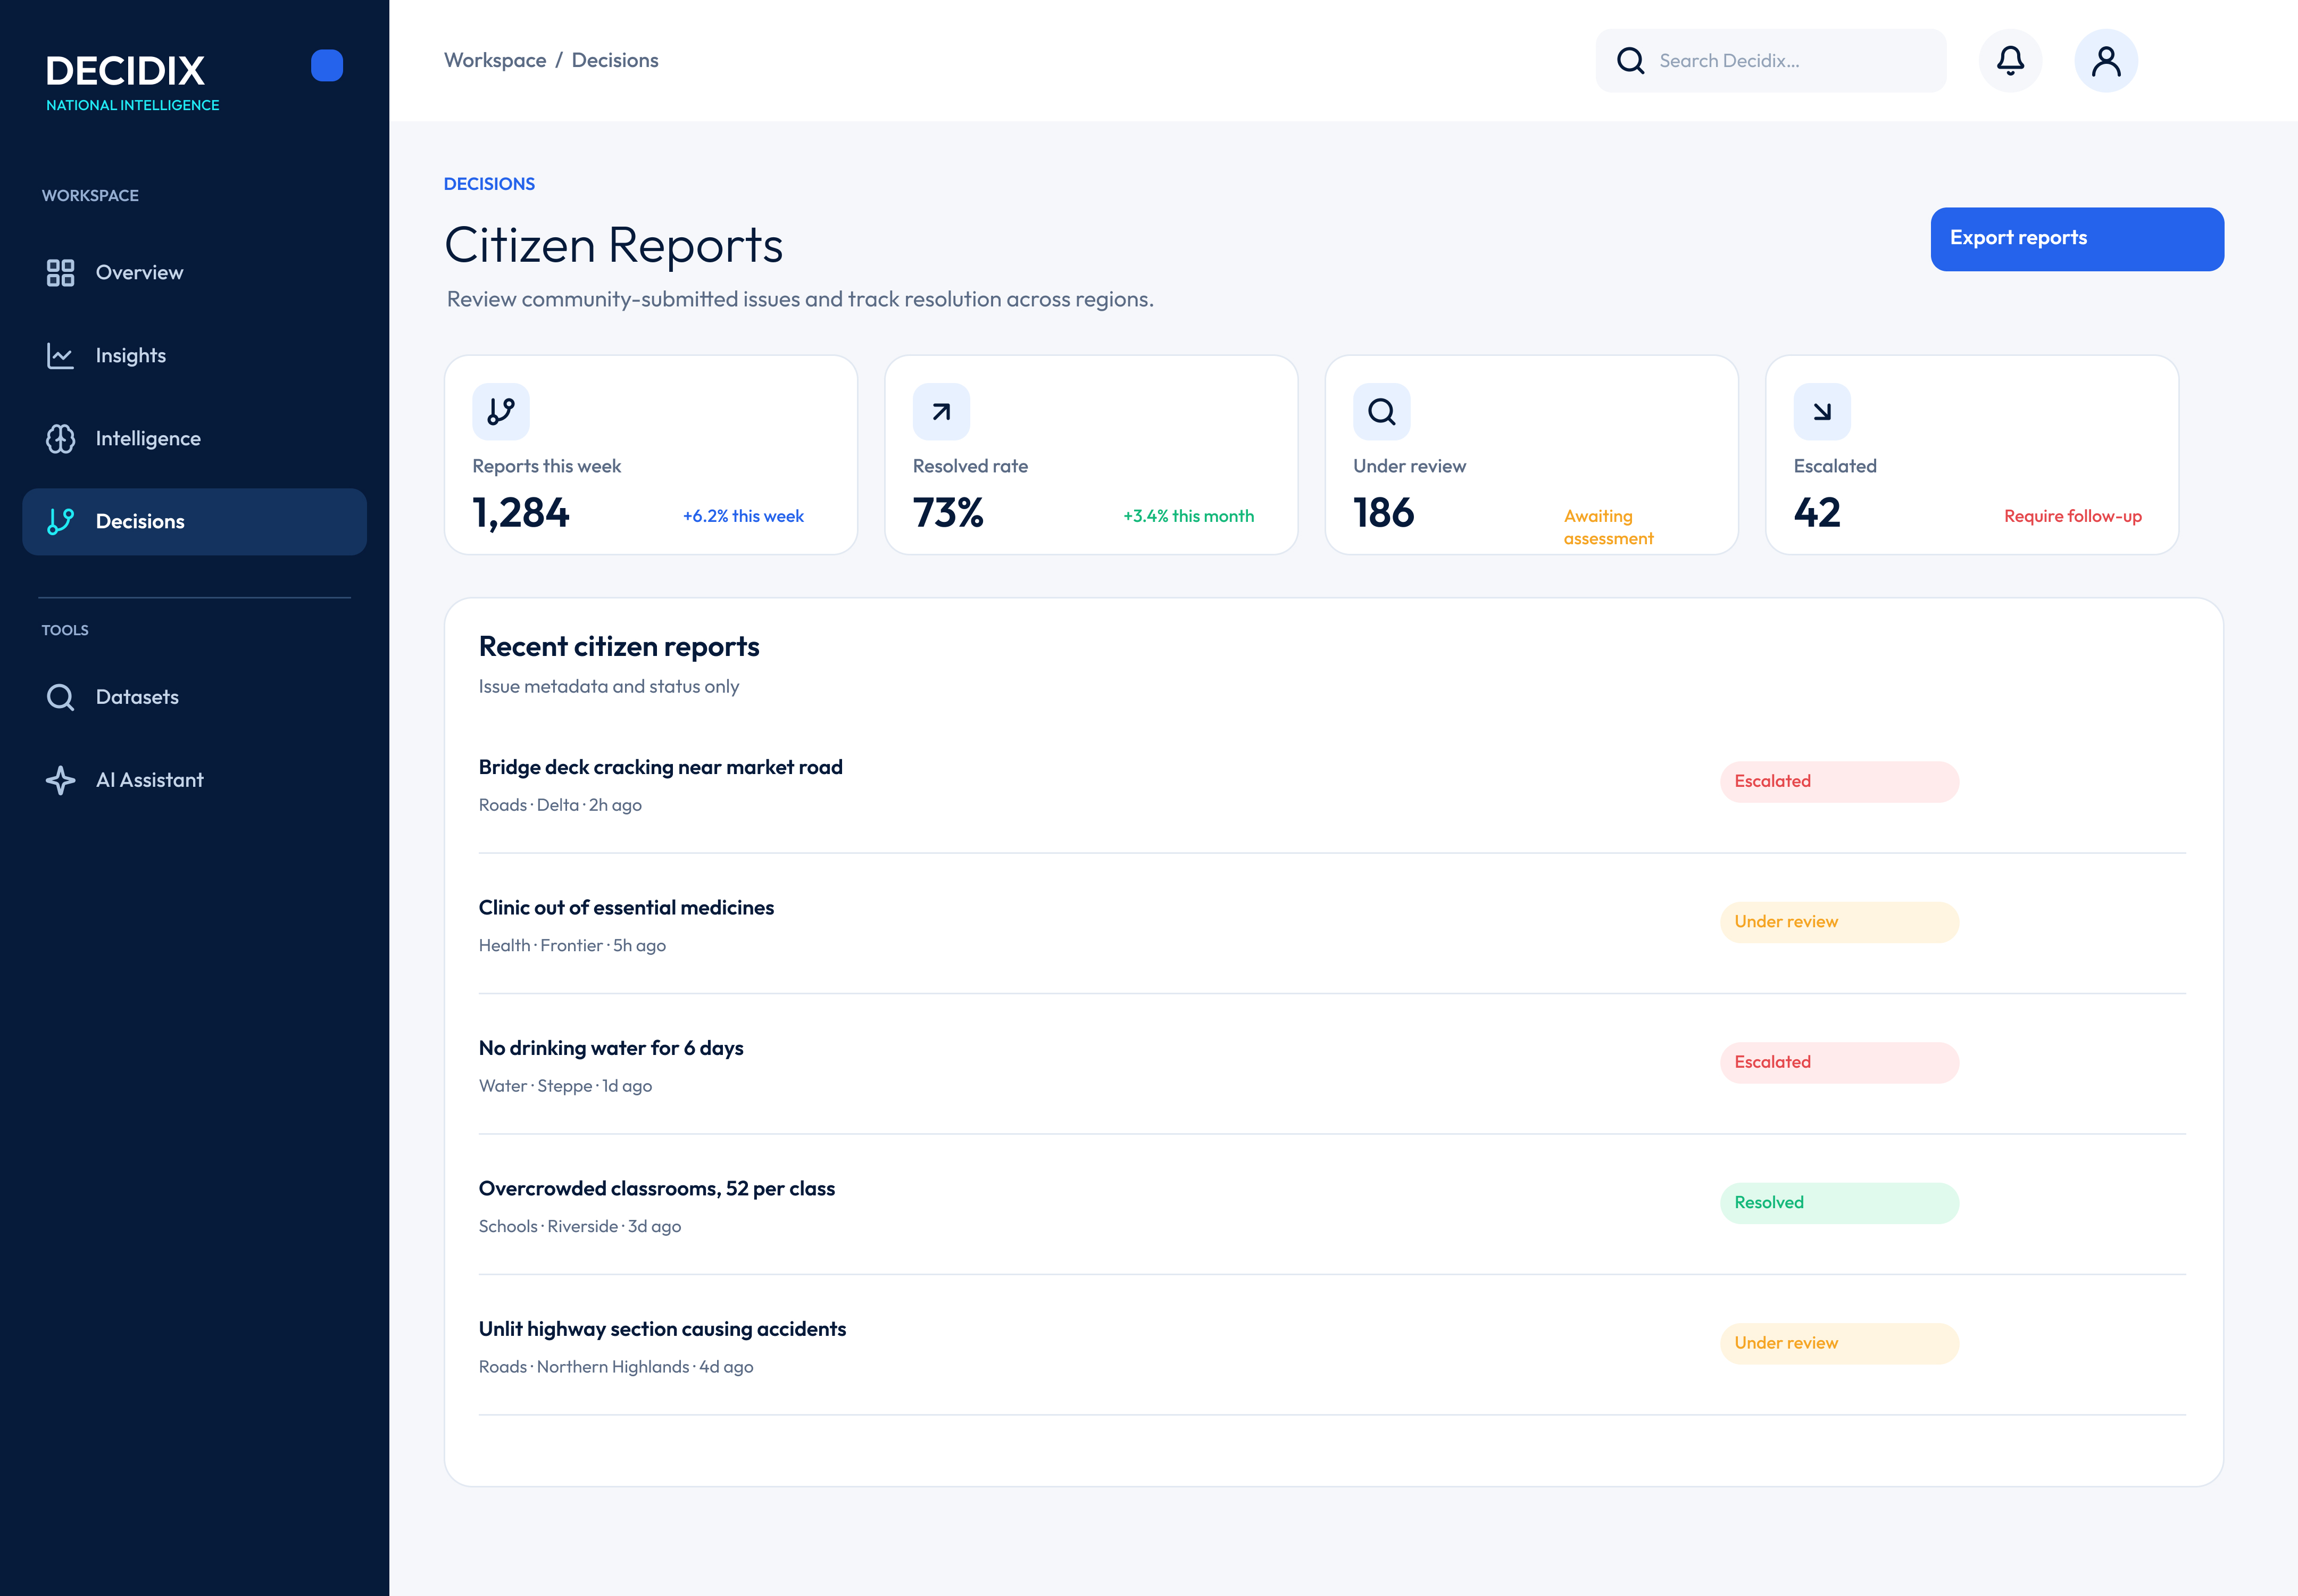 DECIDIX
NATIONAL INTELLIGENCE
WORKSPACE
Overview
Insights
Intelligence
Decisions
TOOLS
Datasets
AI Assistant
Workspace / Decisions
Search Decidix...
DECISIONS
Citizen Reports
Review community-submitted issues and track resolution across regions.
Export reports
Reports this week
1,284
+6.2% this week
Resolved rate
73%
+3.4% this month
Under review
186
Awaiting
assessment
Escalated
42
Require follow-up
Recent citizen reports
Issue metadata and status only
Bridge deck cracking near market road
Roads · Delta · 2h ago
Escalated
Clinic out of essential medicines
Health · Frontier · 5h ago
Under review
No drinking water for 6 days
Water · Steppe · 1d ago
Escalated
Overcrowded classrooms, 52 per class
Schools · Riverside · 3d ago
Resolved
Unlit highway section causing accidents
Roads · Northern Highlands · 4d ago
Under review